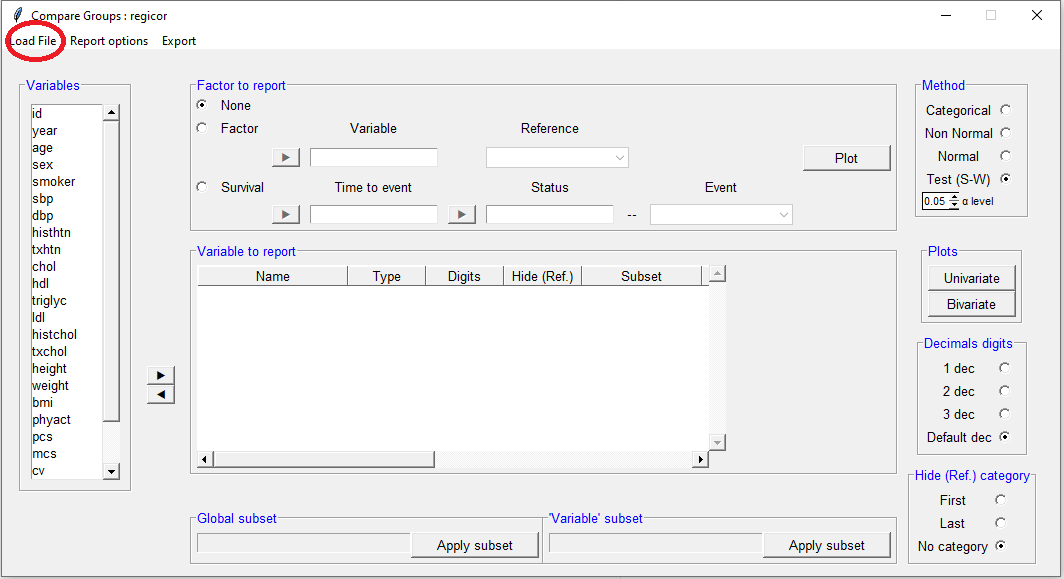 Compare Groups : regicor
Load File Report options Export
Variables
id
year
age
sex
smoker
sbp
dbp
histhtn
txhtn
chol
hdl
triglyc
ldl
histchol
txchol
height
weight
bmi
phyact
pcs
mcs
cv
Factor to report
None
Factor Variable Reference
Plot
Survival Time to event Status Event
--
Variable to report
Name Type Digits Hide (Ref.) Subset
Global subset
Apply subset
'Variable' subset
Apply subset
Method
Categorical
Non Normal
Normal
Test (S-W)
0.05 α level
Plots
Univariate
Bivariate
Decimals digits
1 dec
2 dec
3 dec
Default dec
Hide (Ref.) category
First
Last
No category